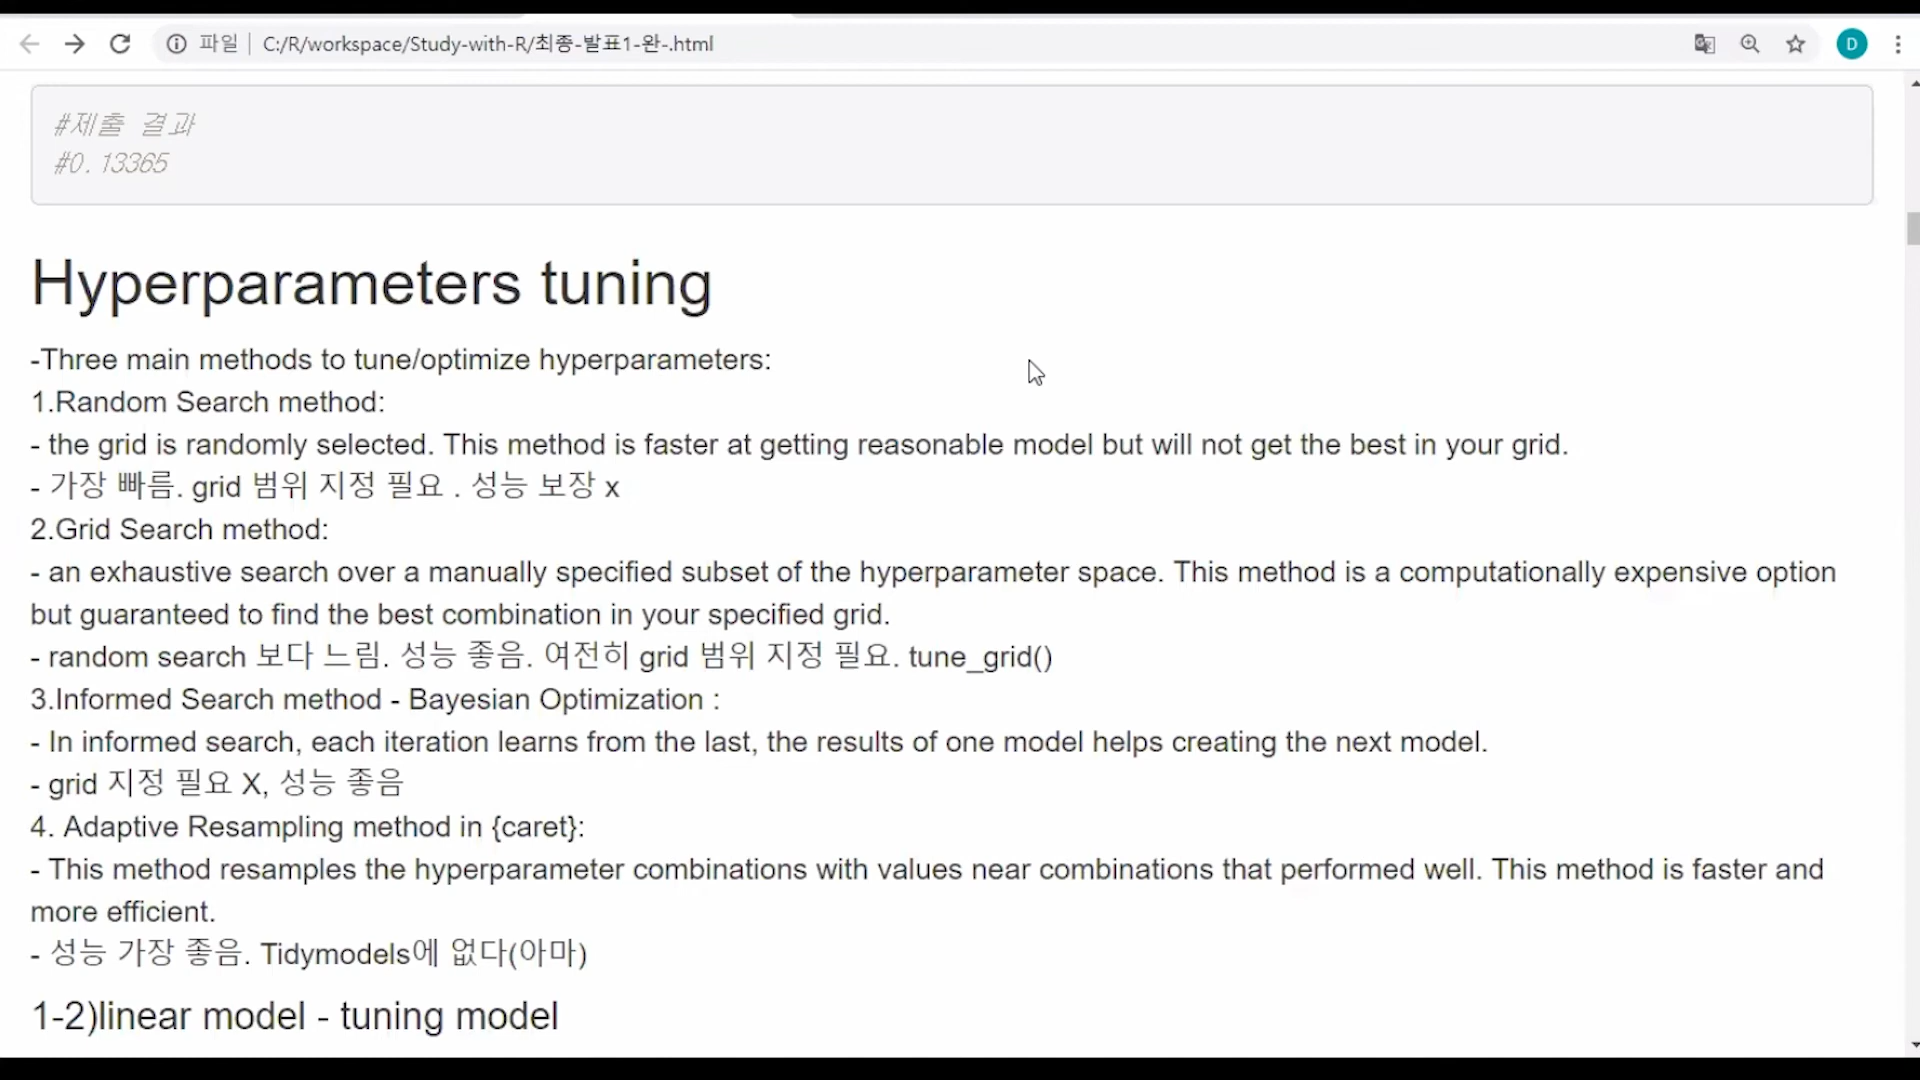 파일 C:/R/workspace/Study-with-R/최종-발표1-완-.html
D
#제출 결과
#0.13365
Hyperparameters tuning
-Three main methods to tune/optimize hyperparameters:
1.Random Search method:
- the grid is randomly selected. This method is faster at getting reasonable model but will not get the best in your grid.
- 가장 빠름. grid 범위 지정 필요 . 성능 보장 x
2.Grid Search method:
- an exhaustive search over a manually specified subset of the hyperparameter space. This method is a computationally expensive option
but guaranteed to find the best combination in your specified grid.
- random search 보다 느림. 성능 좋음. 여전히 grid 범위 지정 필요. tune_grid()
3.Informed Search method - Bayesian Optimization :
- In informed search, each iteration learns from the last, the results of one model helps creating the next model.
- grid 지정 필요 X, 성능 좋음
4. Adaptive Resampling method in {caret}:
- This method resamples the hyperparameter combinations with values near combinations that performed well. This method is faster and
more efficient.
- 성능 가장 좋음. Tidymodels에 없다(아마)
1-2)linear model - tuning model